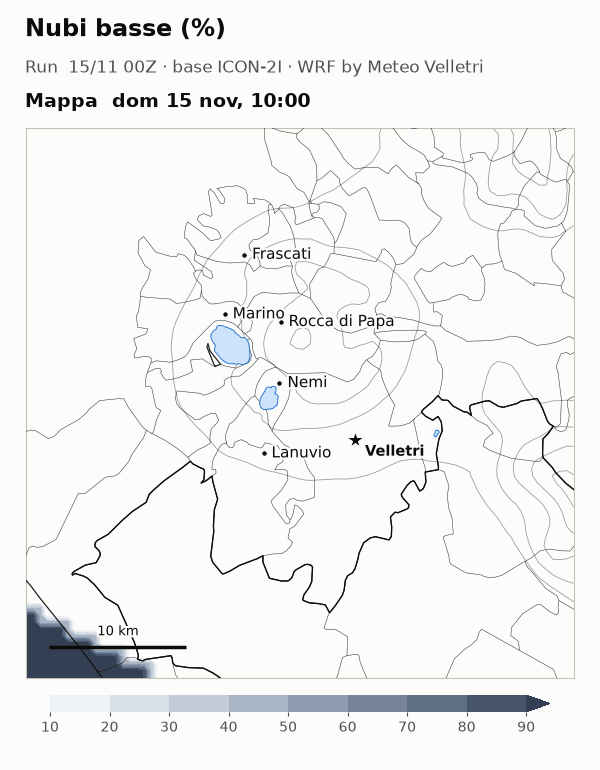 Nubi basse (%)
Run  15/11 00Z · base ICON-2I · WRF by Meteo Velletri
Mappa  dom 15 nov, 10:00
Frascati
Marino
Rocca di Papa
Nemi
Velletri
Lanuvio
10 km
10 20 30 40 50 60 70 80 90